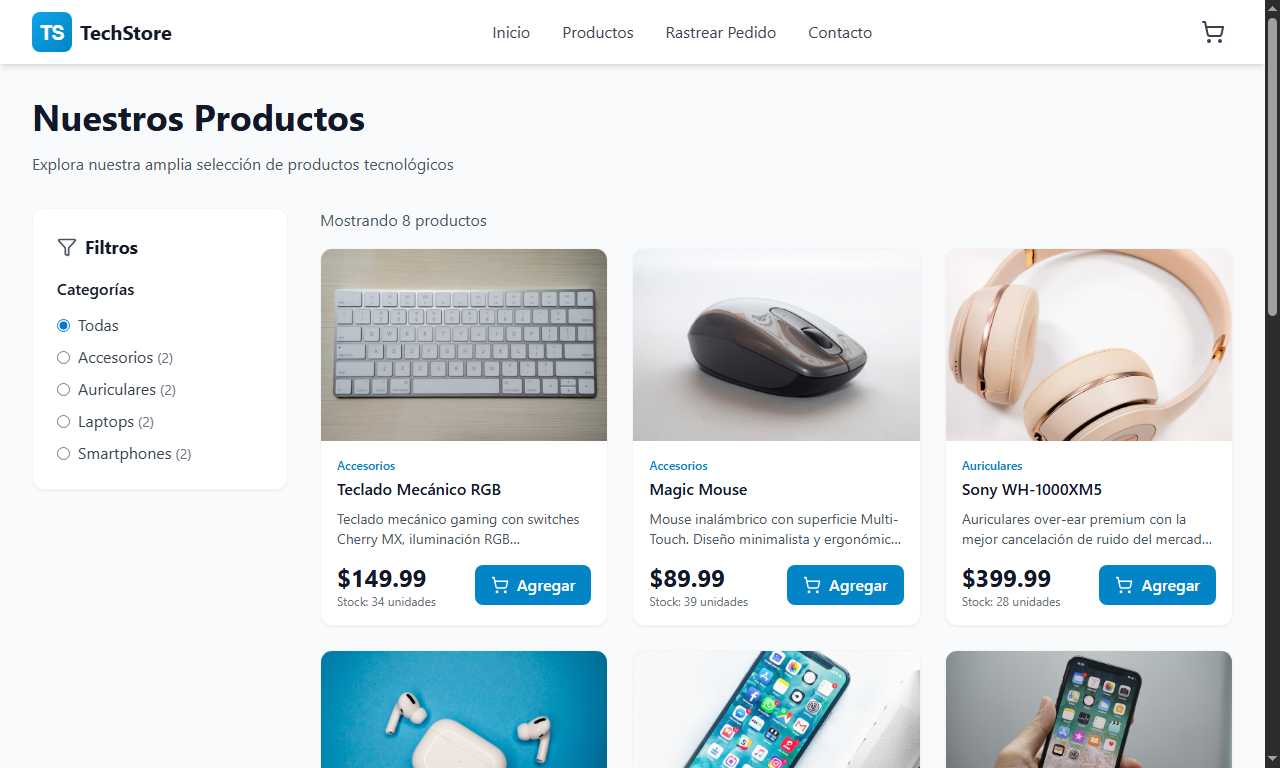 TS TechStore
Inicio
Productos
Rastrear Pedido
Contacto
Nuestros Productos
Explora nuestra amplia selección de productos tecnológicos
Filtros
Categorías
Todas
Accesorios (2)
Auriculares (2)
Laptops (2)
Smartphones (2)
Mostrando 8 productos
Accesorios
Teclado Mecánico RGB
Teclado mecánico gaming con switches
Cherry MX, iluminación RGB...
$149.99
Stock: 34 unidades
Agregar
Accesorios
Magic Mouse
Mouse inalámbrico con superficie Multi-
Touch. Diseño minimalista y ergonómic...
$89.99
Stock: 39 unidades
Agregar
Auriculares
Sony WH-1000XM5
Auriculares over-ear premium con la
mejor cancelación de ruido del mercad...
$399.99
Stock: 28 unidades
Agregar